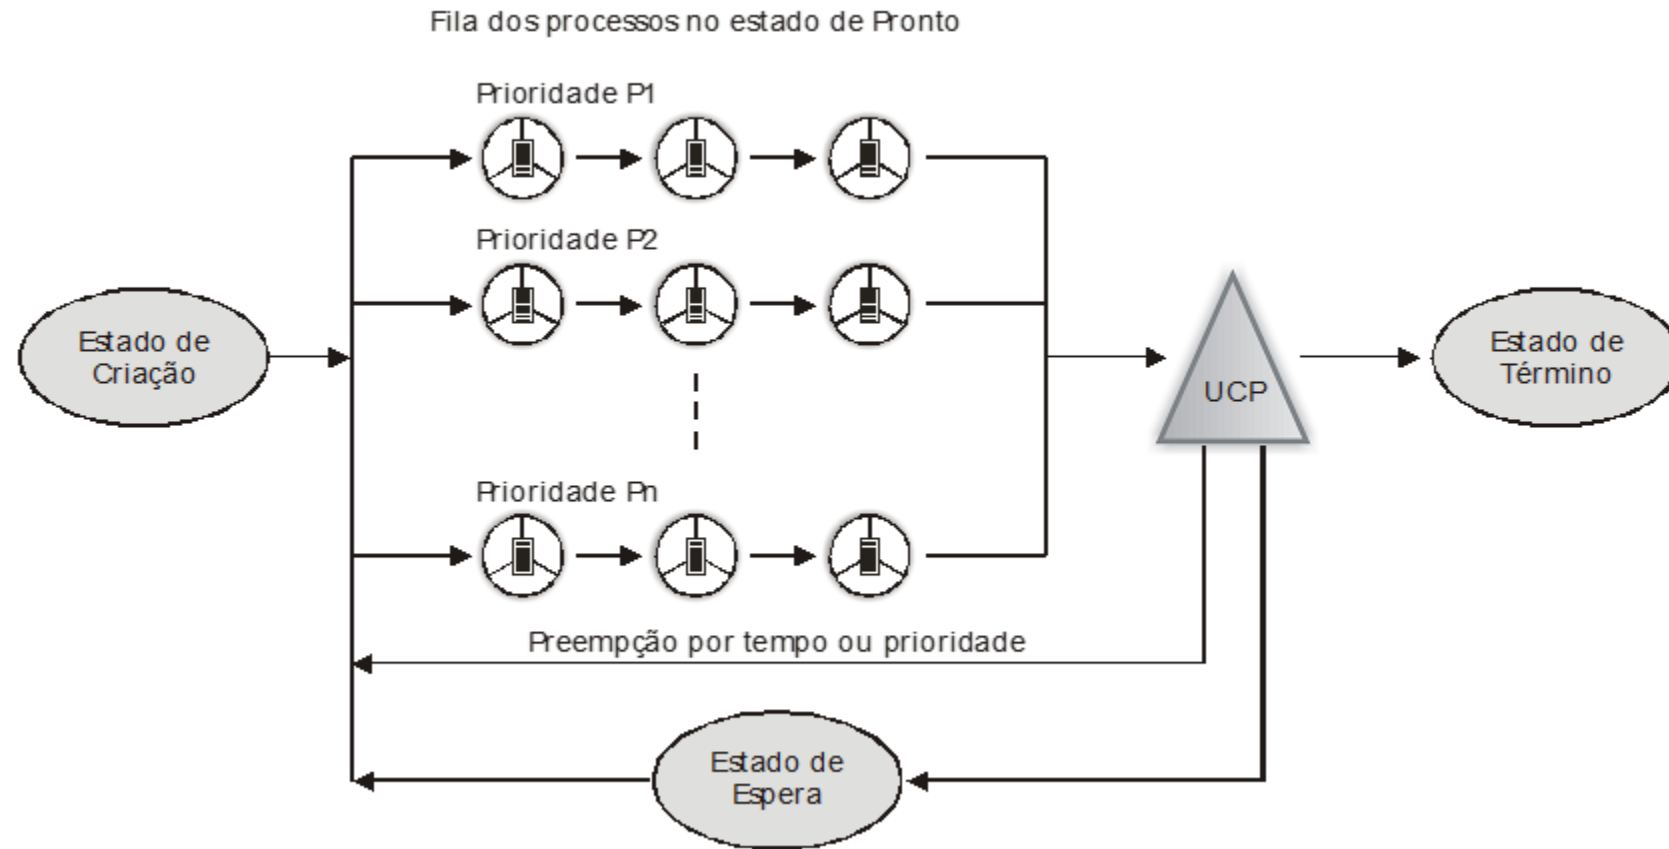 Fila dos processos no estado de Pronto
Prioridade P1
Prioridade P2
Estado de
Criação
UCP
Estado de
Término
Prioridade Pn
Preempção por tempo ou prioridade
Estado de
Espera